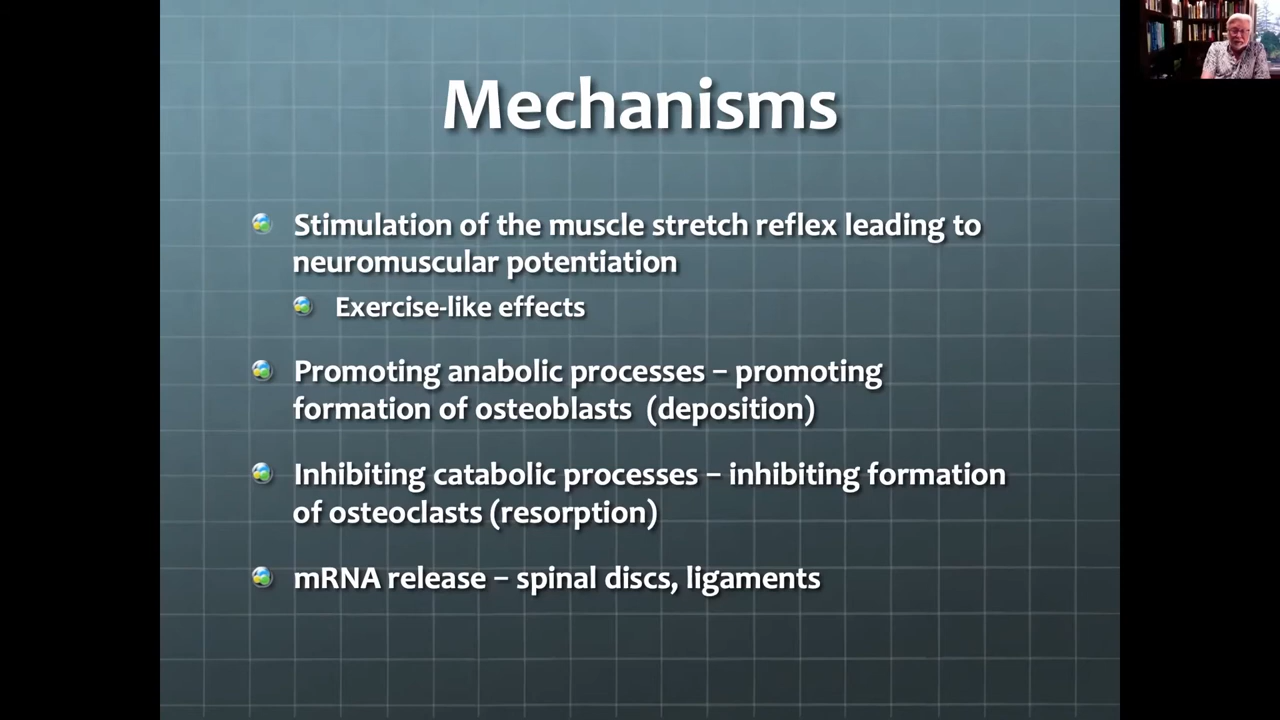 Mechanisms
Stimulation of the muscle stretch reflex leading to
neuromuscular potentiation
Exercise-like effects
Promoting anabolic processes – promoting
formation of osteoblasts (deposition)
Inhibiting catabolic processes – inhibiting formation
of osteoclasts (resorption)
mRNA release – spinal discs, ligaments